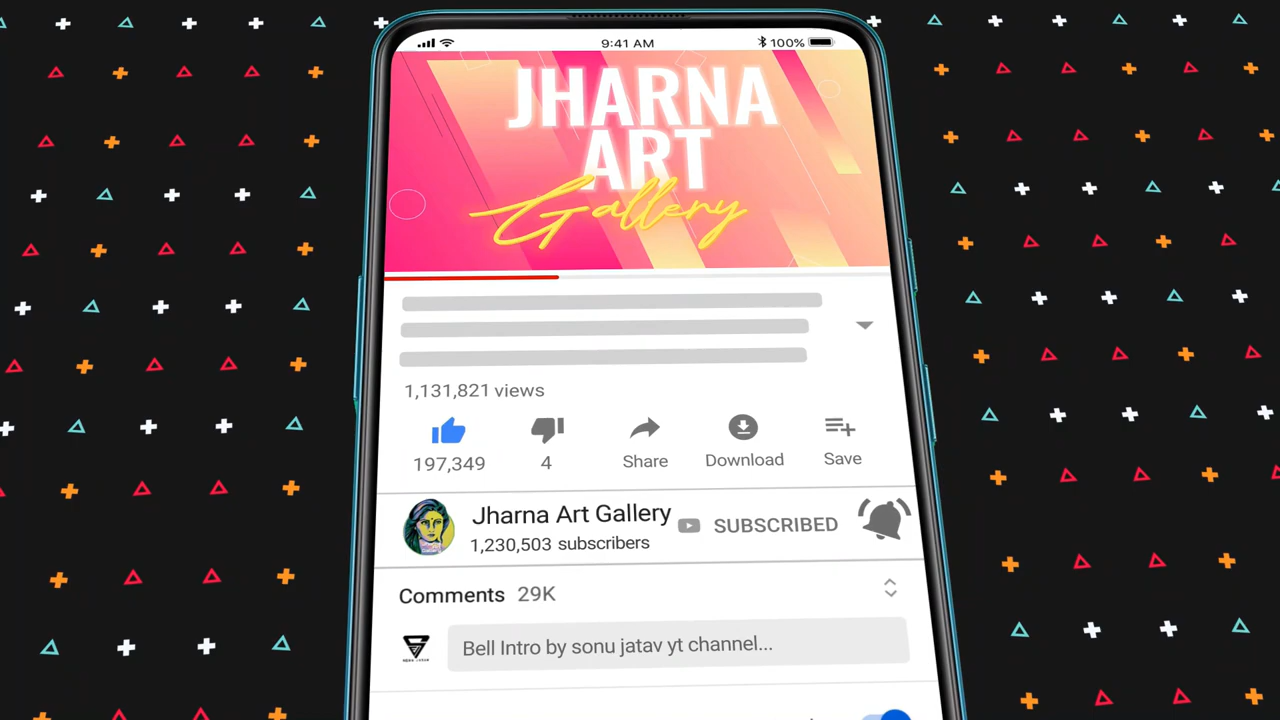 9:41 AM
100%
JHARNA
ART
Gallery
1,131,821 views
197,349
4
Share
Download
Save
Jharna Art Gallery
1,230,503 subscribers
SUBSCRIBED
Comments 29K
Bell Intro by sonu jatav yt channel...